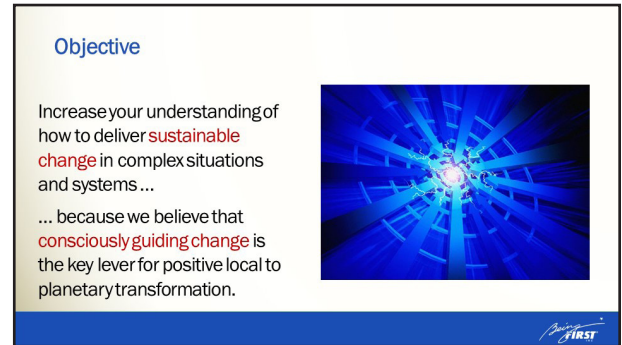 Objective
Increase your understanding of
how to deliver sustainable
change in complex situations
and systems ...
... because we believe that
consciously guiding change is
the key lever for positive local to
planetary transformation.
Being
FIRST